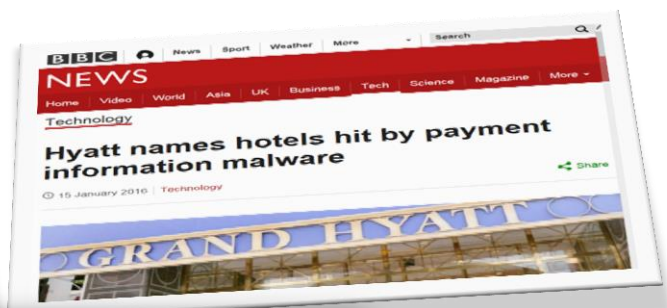 BBC News Sport Weather More Search
NEWS
Home Video World Asia UK Business Tech Science Magazine More
Technology
Hyatt names hotels hit by payment
information malware
15 January 2016 Technology
Share
GRAND HYATT